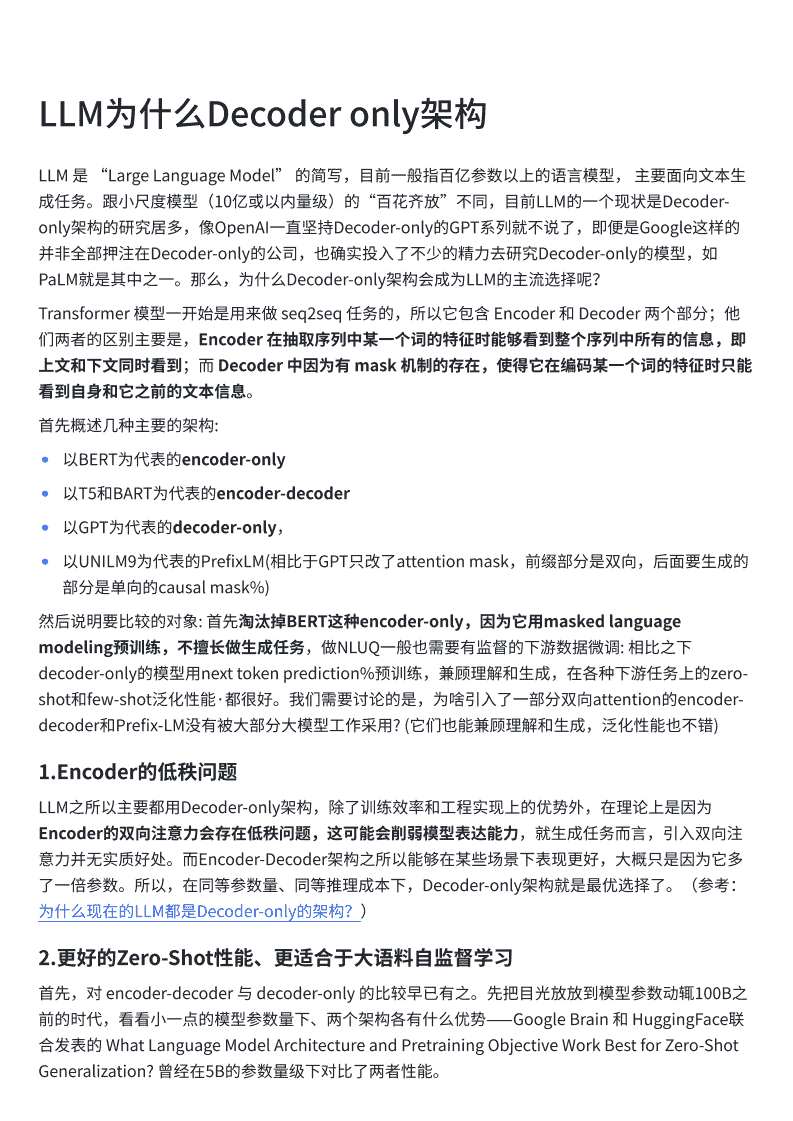 LLM为什么Decoder only架构
LLM 是 “Large Language Model” 的简写，目前一般指百亿参数以上的语言模型， 主要面向文本生
成任务。跟小尺度模型（10亿或以内量级）的“百花齐放”不同，目前LLM的一个现状是Decoder-
only架构的研究居多，像OpenAI一直坚持Decoder-only的GPT系列就不说了，即便是Google这样的
并非全部押注在Decoder-only的公司，也确实投入了不少的精力去研究Decoder-only的模型，如
PaLM就是其中之一。那么，为什么Decoder-only架构会成为LLM的主流选择呢？
Transformer 模型一开始是用来做 seq2seq 任务的，所以它包含 Encoder 和 Decoder 两个部分；他
们两者的区别主要是，Encoder 在抽取序列中某一个词的特征时能够看到整个序列中所有的信息，即
上文和下文同时看到；而 Decoder 中因为有 mask 机制的存在，使得它在编码某一个词的特征时只能
看到自身和它之前的文本信息。
首先概述几种主要的架构:
以BERT为代表的encoder-only
以T5和BART为代表的encoder-decoder
以GPT为代表的decoder-only，
以UNILM9为代表的PrefixLM(相比于GPT只改了attention mask，前缀部分是双向，后面要生成的
部分是单向的causal mask%)
然后说明要比较的对象: 首先淘汰掉BERT这种encoder-only，因为它用masked language
modeling预训练，不擅长做生成任务，做NLUQ一般也需要有监督的下游数据微调: 相比之下
decoder-only的模型用next token prediction%预训练，兼顾理解和生成，在各种下游任务上的zero-
shot和few-shot泛化性能·都很好。我们需要讨论的是，为啥引入了一部分双向attention的encoder-
decoder和Prefix-LM没有被大部分大模型工作采用? (它们也能兼顾理解和生成，泛化性能也不错)
1.Encoder的低秩问题
LLM之所以主要都用Decoder-only架构，除了训练效率和工程实现上的优势外，在理论上是因为
Encoder的双向注意力会存在低秩问题，这可能会削弱模型表达能力，就生成任务而言，引入双向注
意力并无实质好处。而Encoder-Decoder架构之所以能够在某些场景下表现更好，大概只是因为它多
了一倍参数。所以，在同等参数量、同等推理成本下，Decoder-only架构就是最优选择了。（参考：
为什么现在的LLM都是Decoder-only的架构？）
2.更好的Zero-Shot性能、更适合于大语料自监督学习
首先，对 encoder-decoder 与 decoder-only 的比较早已有之。先把目光放放到模型参数动辄100B之
前的时代，看看小一点的模型参数量下、两个架构各有什么优势——Google Brain 和 HuggingFace联
合发表的 What Language Model Architecture and Pretraining Objective Work Best for Zero-Shot
Generalization? 曾经在5B的参数量级下对比了两者性能。